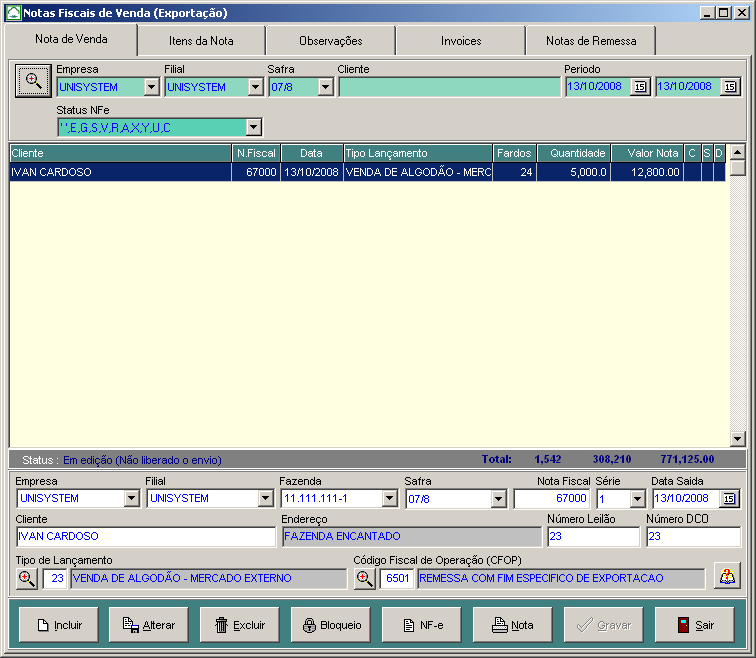 Notas Fiscais de Venda (Exportação)
Nota de Venda Itens da Nota Observações Invoices Notas de Remessa
Empresa Filial Safra Cliente Periodo
UNISYSTEM UNISYSTEM 07/8 13/10/2008 15 13/10/2008 15
Status NFe
' ',E,G,S,V,R,A,X,Y,U,C
Cliente N.Fiscal Data Tipo Lançamento Fardos Quantidade Valor Nota C S D
IVAN CARDOSO 67000 13/10/2008 VENDA DE ALGODÃO - MERC 24 5,000.0 12,800.00
Status : Em edição (Não liberado o envio) Total: 1,542 308,210 771,125.00
Empresa Filial Fazenda Safra Nota Fiscal Série Data Saida
UNISYSTEM UNISYSTEM 11.111.111-1 07/8 67000 1 13/10/2008 15
Cliente Endereço Número Leilão Número DCO
IVAN CARDOSO FAZENDA ENCANTADO 23 23
Tipo de Lançamento Código Fiscal de Operação (CFOP)
23 VENDA DE ALGODÃO - MERCADO EXTERNO 6501 REMESSA COM FIM ESPECIFICO DE EXPORTACAO
Incluir Alterar Excluir Bloqueio NF-e Nota Gravar Sair